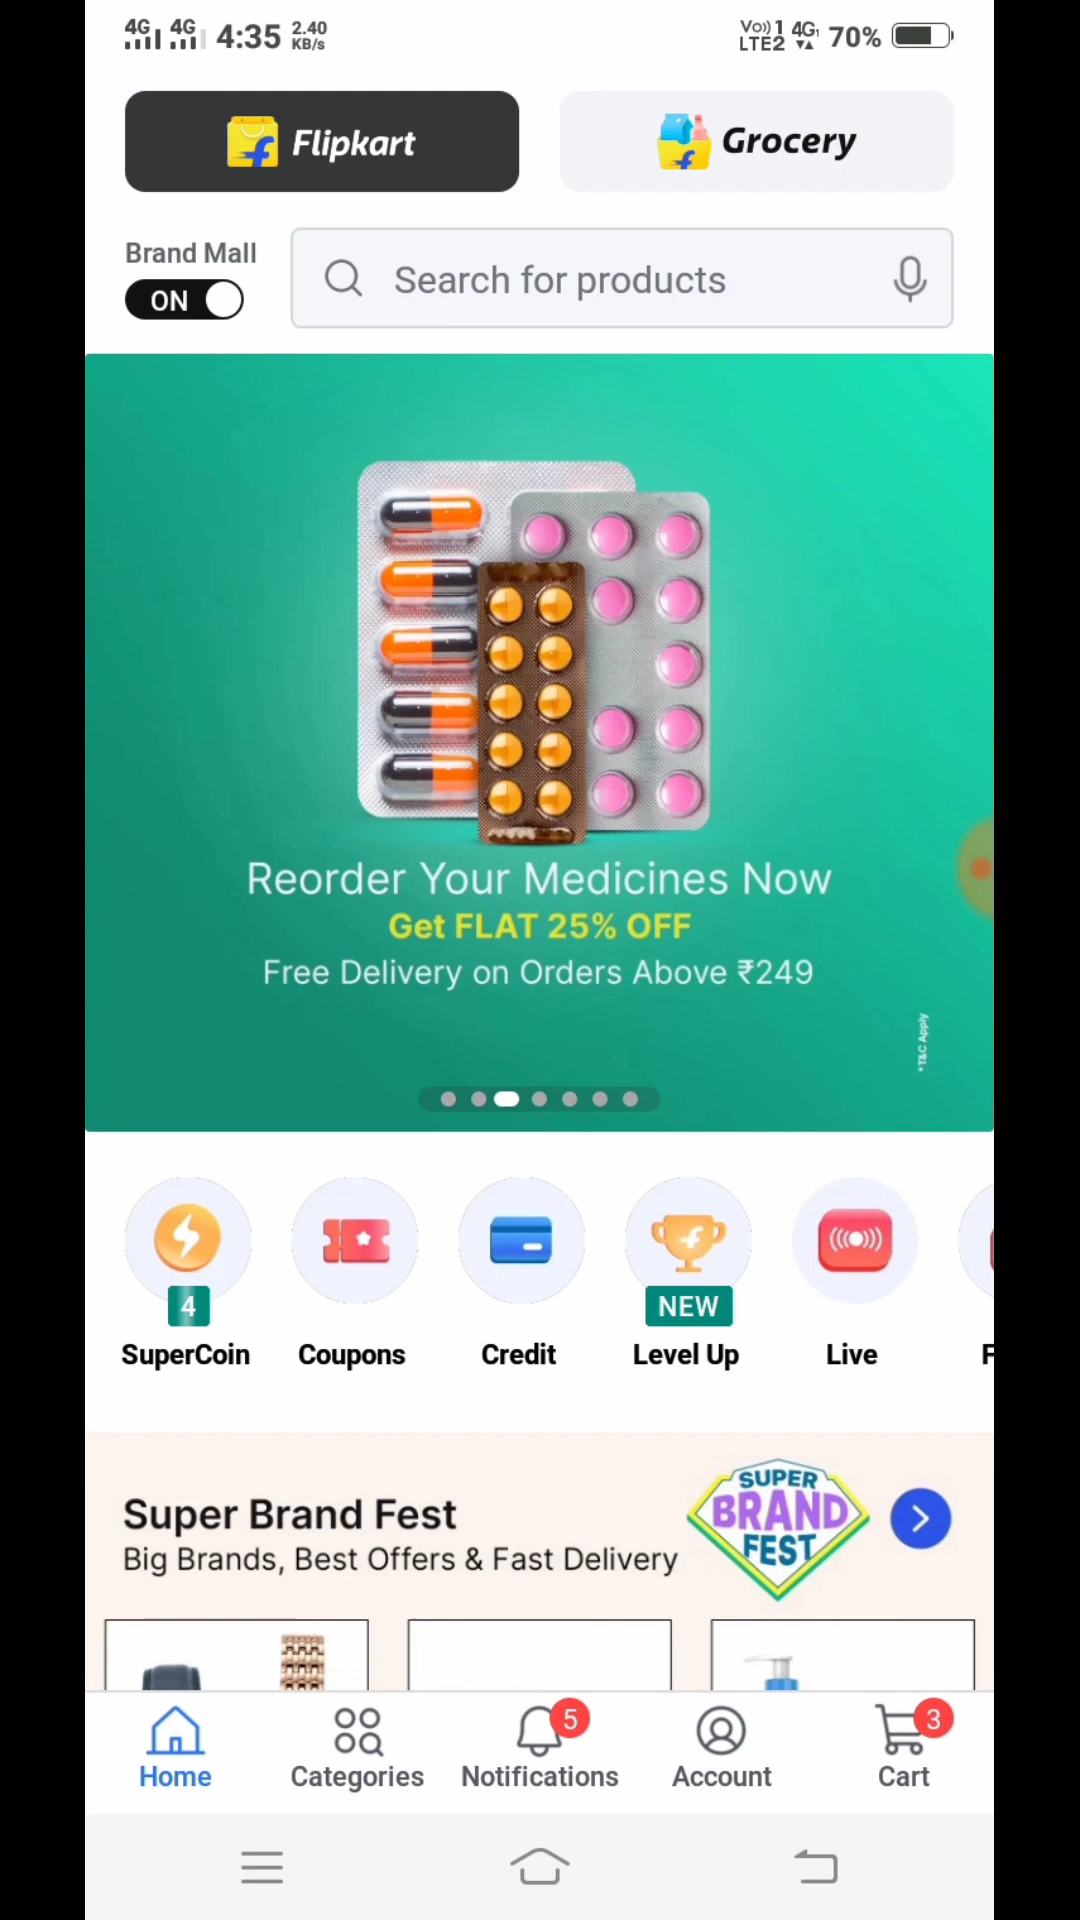 4G 4G 4:35 2.40 KB/s Vo)) 1 LTE2 4G 70%
Flipkart Grocery
Brand Mall
ON Search for products
Reorder Your Medicines Now
Get FLAT 25% OFF
Free Delivery on Orders Above ₹249
*T&C Apply
4 NEW
SuperCoin Coupons Credit Level Up Live F
Super Brand Fest
Big Brands, Best Offers & Fast Delivery
SUPER
BRAND
FEST
5 3
Home Categories Notifications Account Cart